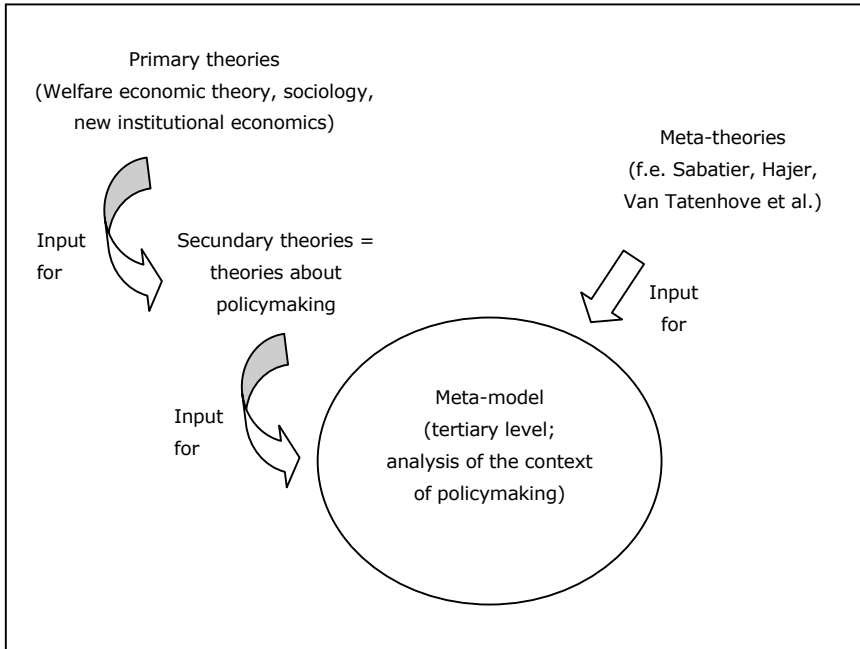 Primary theories
(Welfare economic theory, sociology,
new institutional economics)
Meta-theories
(f.e. Sabatier, Hajer,
Van Tatenhove et al.)
Input
for
Secundary theories =
theories about
policymaking
Input
for
Input
for
Meta-model
(tertiary level;
analysis of the context
of policymaking)